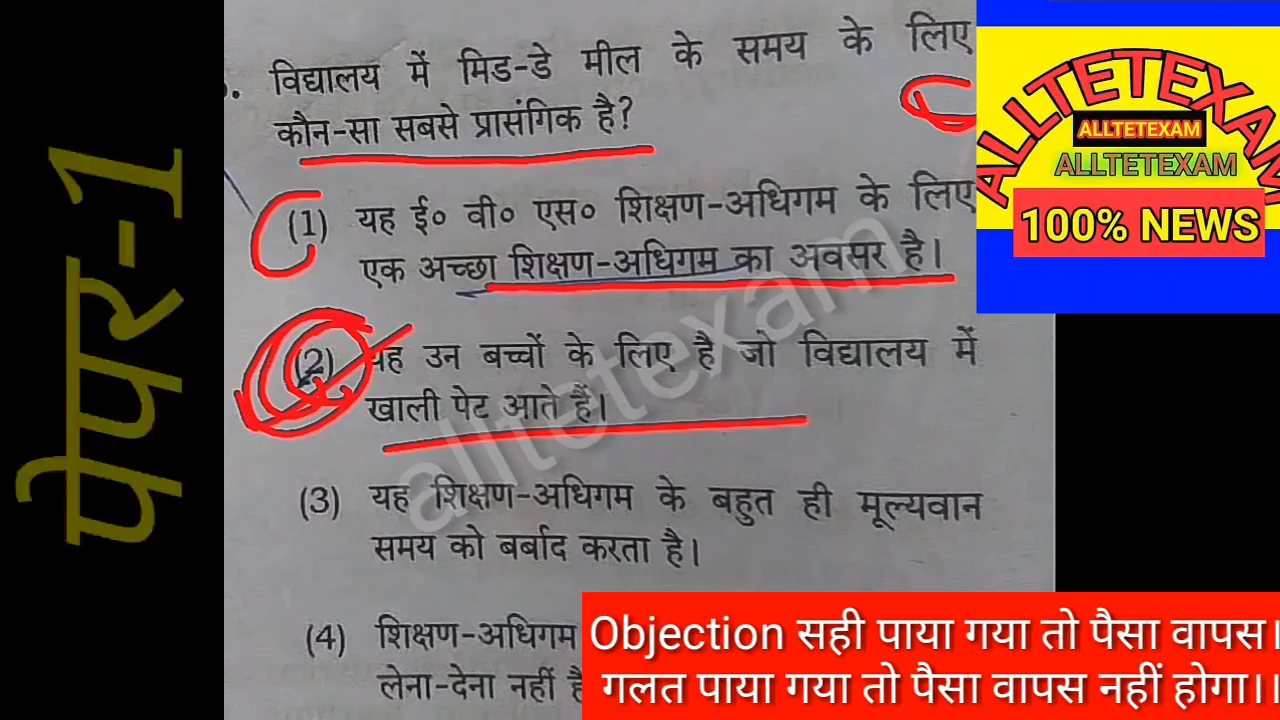 विद्यालय में मिड-डे मील के समय के लिए
कौन-सा सबसे प्रासंगिक है?
(1) यह ई० वी० एस० शिक्षण-अधिगम के लिए
एक अच्छा शिक्षण-अधिगम का अवसर है।
(2) यह उन बच्चों के लिए है जो विद्यालय में
खाली पेट आते हैं।
(3) यह शिक्षण-अधिगम के बहुत ही मूल्यवान
समय को बर्बाद करता है।
(4) शिक्षण-अधिगम
लेना-देना नहीं है
पेपर-1
ALLTETEXAM
ALLTETEXAM
ALLTETEXAM
100% NEWS
alltetexam
Objection सही पाया गया तो पैसा वापस।
गलत पाया गया तो पैसा वापस नहीं होगा।।